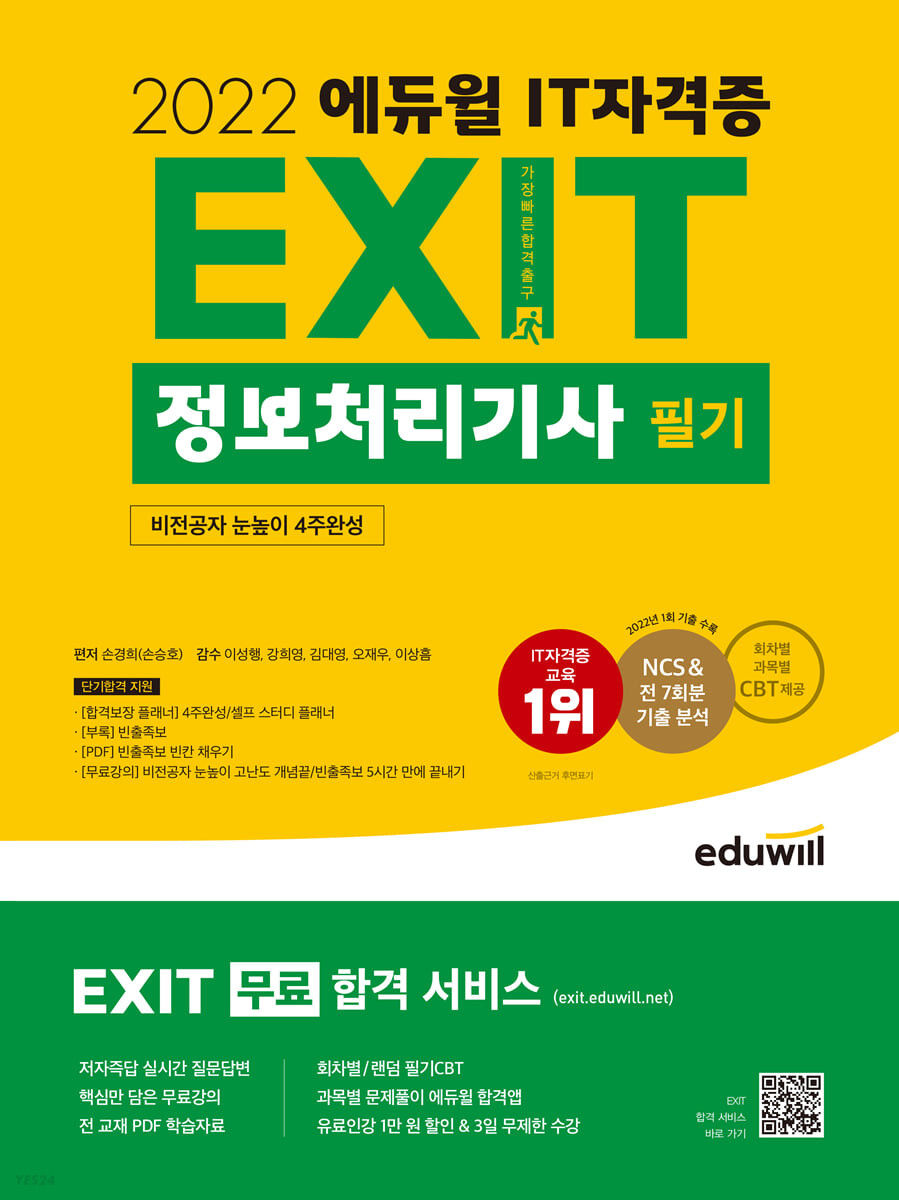 2022 에듀윌 IT자격증
EXIT
가장빠른합격출구
정보처리기사 필기
비전공자 눈높이 4주완성
편저 손경희(손승호) 감수 이성행, 강희영, 김대영, 오재우, 이상흠
단기합격 지원
· [합격보장 플래너] 4주완성/셀프 스터디 플래너
· [부록] 빈출족보
· [PDF] 빈출족보 빈칸 채우기
· [무료강의] 비전공자 눈높이 고난도 개념끝/빈출족보 5시간 만에 끝내기
IT자격증
교육
1위
산출근거 후면표기
2022년 1회 기출 수록
NCS &
전 7회분
기출 분석
회차별
과목별
CBT 제공
eduwill
EXIT 무료 합격 서비스 (exit.eduwill.net)
저자즉답 실시간 질문답변
핵심만 담은 무료강의
전 교재 PDF 학습자료
회차별/랜덤 필기CBT
과목별 문제풀이 에듀윌 합격앱
유료인강 1만 원 할인 & 3일 무제한 수강
EXIT
합격 서비스
바로 가기
YES24